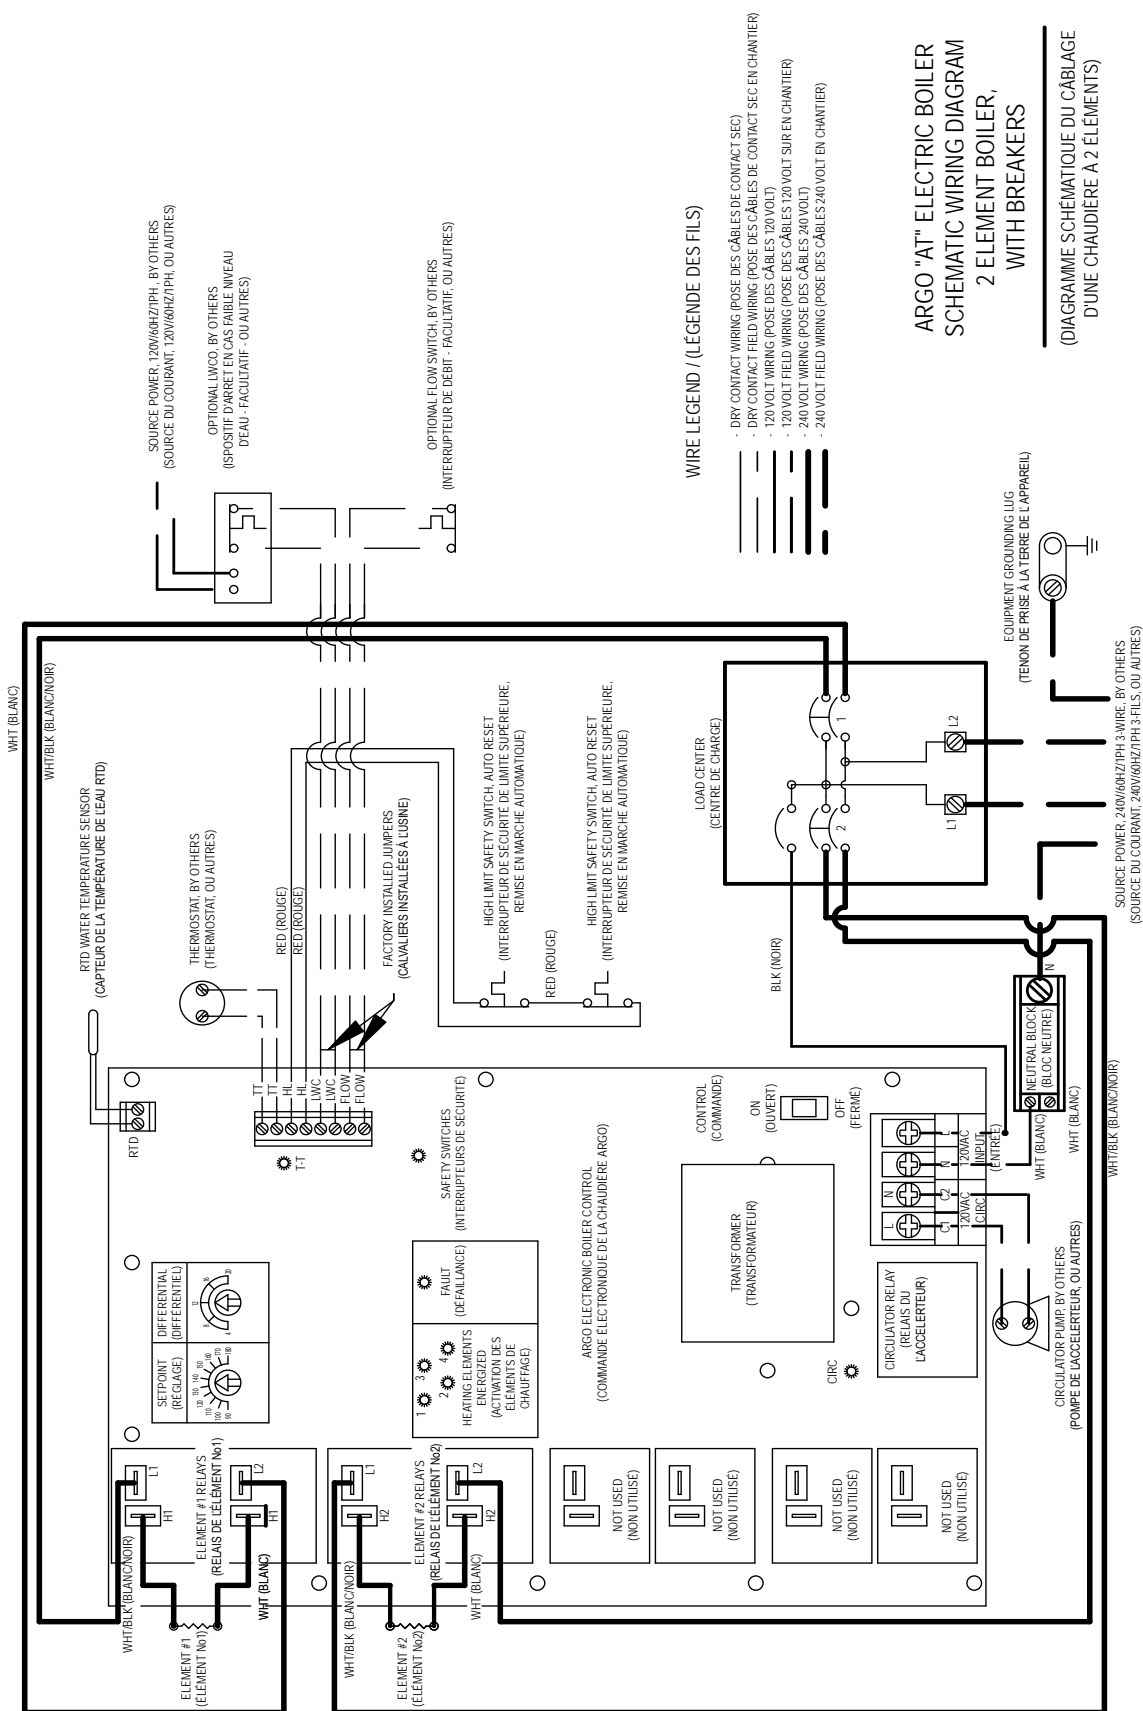 ARGO "AT" ELECTRIC BOILER
SCHEMATIC WIRING DIAGRAM
2 ELEMENT BOILER,
WITH BREAKERS
(DIAGRAMME SCHÉMATIQUE DU CÂBLAGE
D'UNE CHAUDIÈRE À 2 ÉLÉMENTS)
WIRE LEGEND / (LÉGENDE DES FILS)
- DRY CONTACT WIRING (POSE DES CÂBLES DE CONTACT SEC)
- DRY CONTACT FIELD WIRING (POSE DES CÂBLES DE CONTACT SEC EN CHANTIER)
- 120 VOLT WIRING (POSE DES CÂBLES 120 VOLT)
- 120 VOLT FIELD WIRING (POSE DES CÂBLES 120 VOLT SUR EN CHANTIER)
- 240 VOLT WIRING (POSE DES CÂBLES 240 VOLT)
- 240 VOLT FIELD WIRING (POSE DES CÂBLES 240 VOLT EN CHANTIER)
SOURCE POWER, 120V/60HZ/1PH , BY OTHERS
(SOURCE DU COURANT, 120V/60HZ/1PH, OU AUTRES)
OPTIONAL LWCO, BY OTHERS
(ISPOSITIF D'ARRET EN CAS FAIBLE NIVEAU
D'EAU - FACULTATIF - OU AUTRES)
OPTIONAL FLOW SWITCH, BY OTHERS
(INTERRUPTEUR DE DÉBIT - FACULTATIF, OU AUTRES)
WHT (BLANC)
WHT/BLK (BLANC/NOIR)
RTD WATER TEMPERATURE SENSOR
(CAPTEUR DE LA TEMPÉRATURE DE L'EAU RTD)
THERMOSTAT, BY OTHERS
(THERMOSTAT, OU AUTRES)
RED (ROUGE)
RED (ROUGE)
FACTORY INSTALLED JUMPERS
(CALVALIERS INSTALLÉES À L'USINE)
HIGH LIMIT SAFETY SWITCH, AUTO RESET
(INTERRUPTEUR DE SÉCURITÉ DE LIMITE SUPÉRIEURE,
REMISE EN MARCHE AUTOMATIQUE)
RED (ROUGE)
HIGH LIMIT SAFETY SWITCH, AUTO RESET
(INTERRUPTEUR DE SÉCURITÉ DE LIMITE SUPÉRIEURE,
REMISE EN MARCHE AUTOMATIQUE)
LOAD CENTER
(CENTRE DE CHARGE)
1
2
L1
L2
EQUIPMENT GROUNDING LUG
(TENON DE PRISE À LA TERRE DE L'APPAREIL)
SOURCE POWER, 240V/60HZ/1PH 3-WIRE, BY OTHERS
(SOURCE DU COURANT, 240V/60HZ/1PH 3-FILS, OU AUTRES)
BLK (NOIR)
N
NEUTRAL BLOCK
(BLOC NEUTRE)
WHT (BLANC)
WHT (BLANC)
WHT/BLK (BLANC/NOIR)
RTD
TT
TT
HL
HL
LWC
LWC
FLOW
FLOW
T-T
SAFETY SWITCHES
(INTERRUPTEURS DE SÉCURITÉ)
CONTROL
(COMMANDE)
ON
(OUVERT)
OFF
(FERMÉ)
SETPOINT
(RÉGLAGE)
90
100
110
120
130
140
150
160
170
180
DIFFERENTIAL
(DIFFÉRENTIEL)
4
8
12
16
20
1
2
3
4
HEATING ELEMENTS
ENERGIZED
(ACTIVATION DES
ÉLÉMENTS DE
CHAUFFAGE)
FAULT
(DÉFAILLANCE)
ARGO ELECTRONIC BOILER CONTROL
(COMMANDE ÉLECTRONIQUE DE LA CHAUDIÈRE ARGO)
TRANSFORMER
(TRANSFORMATEUR)
CIRC
CIRCULATOR RELAY
(RELAIS DU
L'ACCELERTEUR)
L
N
C1
C2
N
L
120VAC
CIRC
120VAC
INPUT
(ENTRÉE)
CIRCULATOR PUMP, BY OTHERS
(POMPE DE L'ACCELERTEUR, OU AUTRES)
L1
H1
L2
H1
ELEMENT #1 RELAYS
(RELAIS DE L'ÉLÉMENT No1)
L1
H2
L2
H2
ELEMENT #2 RELAYS
(RELAIS DE L'ÉLÉMENT No2)
NOT USED
(NON UTILISÉ)
NOT USED
(NON UTILISÉ)
NOT USED
(NON UTILISÉ)
NOT USED
(NON UTILISÉ)
WHT/BLK (BLANC/NOIR)
WHT (BLANC)
ELEMENT #1
(ÉLÉMENT No1)
WHT/BLK (BLANC/NOIR)
WHT (BLANC)
ELEMENT #2
(ÉLÉMENT No2)